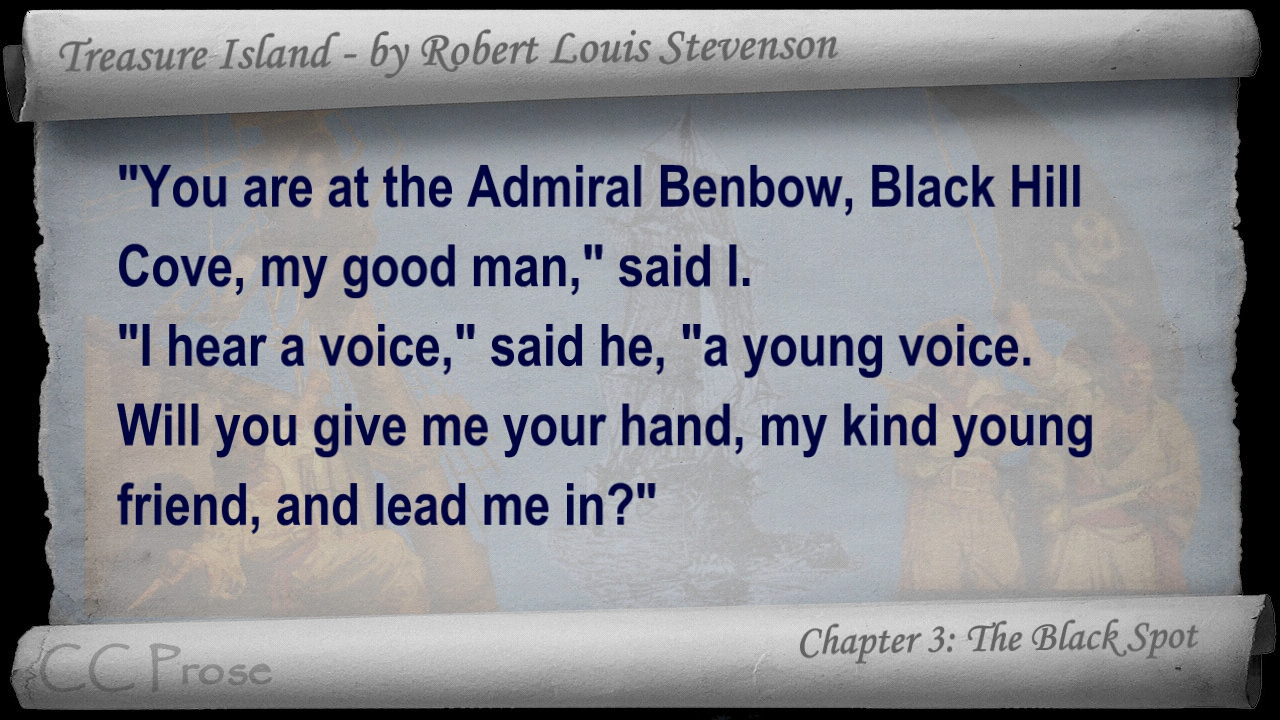 Treasure Island - by Robert Louis Stevenson
"You are at the Admiral Benbow, Black Hill
Cove, my good man," said I.
"I hear a voice," said he, "a young voice.
Will you give me your hand, my kind young
friend, and lead me in?"
Chapter 3: The Black Spot
CC Prose